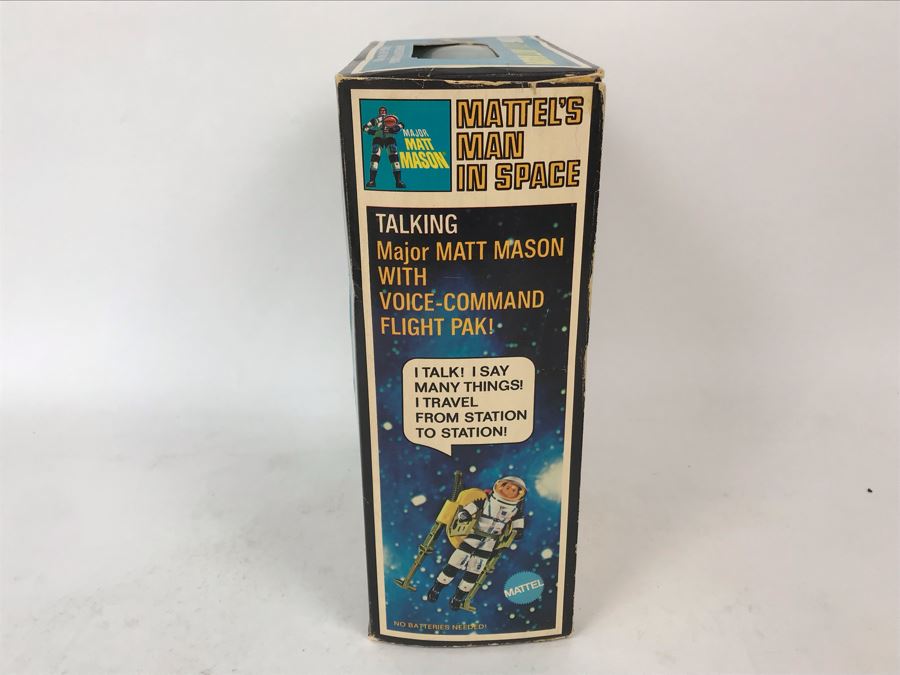 MAJOR
MATT
MASON
MATTEL'S
MAN
IN SPACE
TALKING
Major MATT MASON
WITH
VOICE-COMMAND
FLIGHT PAK!
I TALK! I SAY
MANY THINGS!
I TRAVEL
FROM STATION
TO STATION!
MATTEL
NO BATTERIES NEEDED!